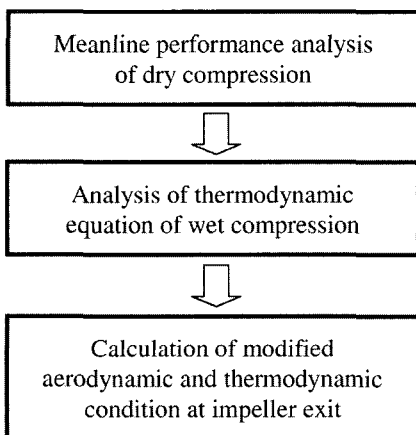 Meanline performance analysis
of dry compression
Analysis of thermodynamic
equation of wet compression
Calculation of modified
aerodynamic and thermodynamic
condition at impeller exit